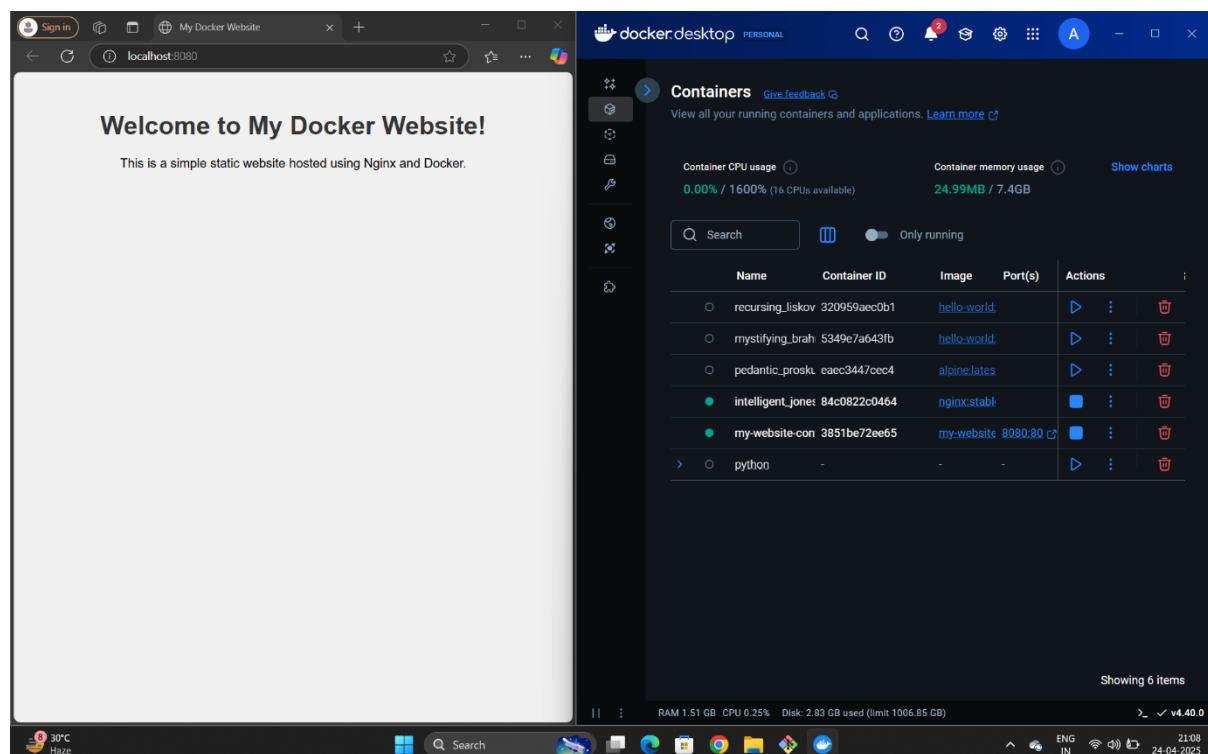 Sign in
My Docker Website
localhost:8080
Welcome to My Docker Website!
This is a simple static website hosted using Nginx and Docker.
docker.desktop PERSONAL
2
A
Containers Give feedback
View all your running containers and applications. Learn more
Container CPU usage
0.00% / 1600% (16 CPUs available)
Container memory usage
24.99MB / 7.4GB
Show charts
Search
Only running
Name Container ID Image Port(s) Actions
recursing_liskov 320959aec0b1 hello-world:
mystifying_brah 5349e7a643fb hello-world:
pedantic_prosku eaec3447cec4 alpine:lates
intelligent_jones 84c0822c0464 nginx:stabl
my-website-con 3851be72ee65 my-website 8080:80
python - - -
Showing 6 items
RAM 1.51 GB CPU 0.25% Disk: 2.83 GB used (limit 1006.85 GB)
v4.40.0
8
30°C
Haze
Search
ENG
IN
21:08
24-04-2025